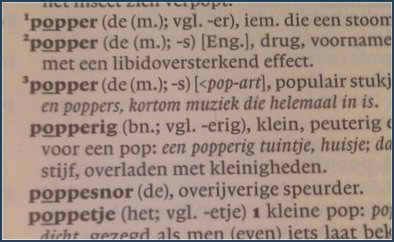 het insect zich verpopt.
¹popper (de (m.); vgl. -er), iem. die een stoom
²popper (de (m.); -s) [Eng.], drug, voorname
met een libidoversterkend effect.
³popper (de (m.); -s) [<pop-art], populair stukj
en poppers, kortom muziek die helemaal in is.
popperig (bn.; vgl. -erig), klein, peuterig e
voor een pop: een popperig tuintje, huisje; da
stijf, overladen met kleinigheden.
poppesnor (de), overijverige speurder.
poppetje (het; vgl. -etje) 1 kleine pop: po
dicht, gezegd als men (even) iets laat bek